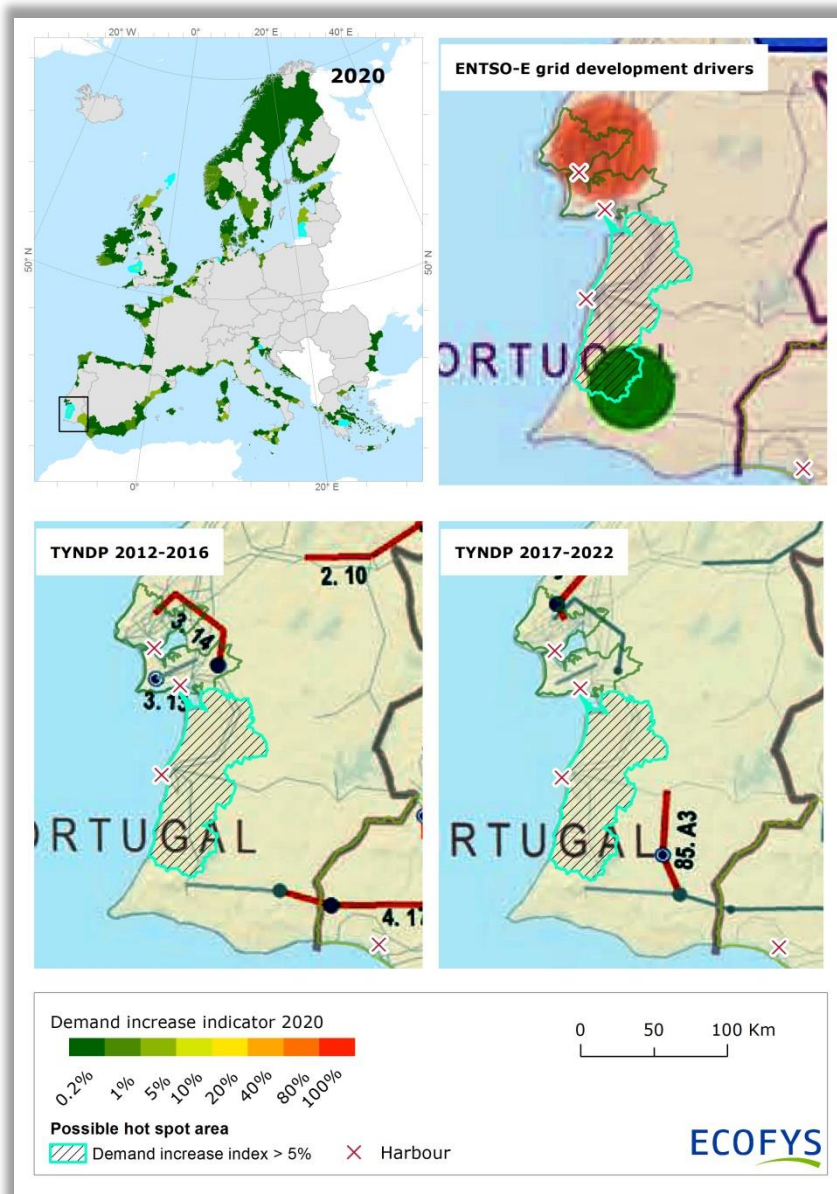 20° W
0°
20° E
40° E
2020
50° N
50° N
0°
20° E
ENTSO-E grid development drivers
ORTUGAL
TYNDP 2012-2016
2. 10
3. 14
3. 13
ORTUGAL
4. 17
TYNDP 2017-2022
RTUGAL
85. A3
Demand increase indicator 2020
0.2% 1% 5% 10% 20% 40% 80% 100%
0 50 100 Km
Possible hot spot area
Demand increase index > 5%
Harbour
ECOFYS